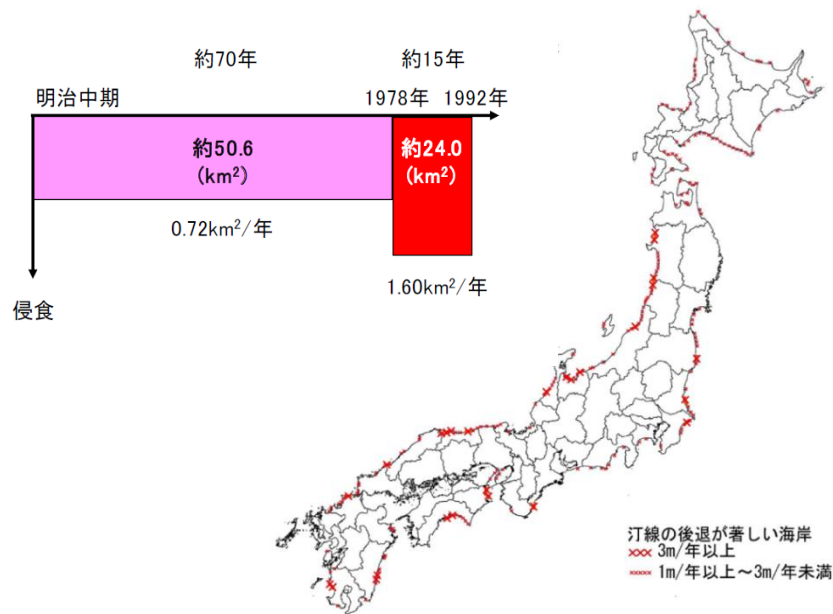 約70年
約15年
明治中期
1978年
1992年
約50.6
(km²)
約24.0
(km²)
0.72km²/年
1.60km²/年
侵食
汀線の後退が著しい海岸
××× 3m/年以上
××××× 1m/年以上～3m/年未満